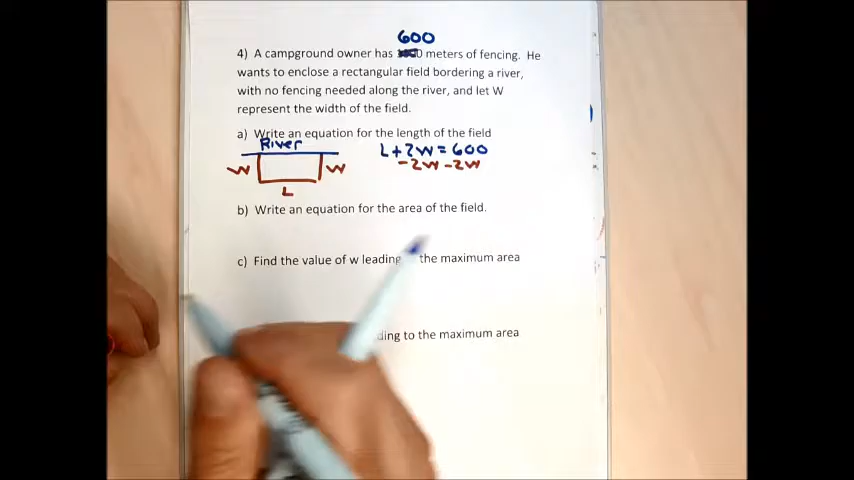 600
4) A campground owner has 0 meters of fencing. He
wants to enclose a rectangular field bordering a river,
with no fencing needed along the river, and let W
represent the width of the field.
a) Write an equation for the length of the field
River
L+2W=600
-2W -2W
W W
L
b) Write an equation for the area of the field.
c) Find the value of w leading the maximum area
ding to the maximum area